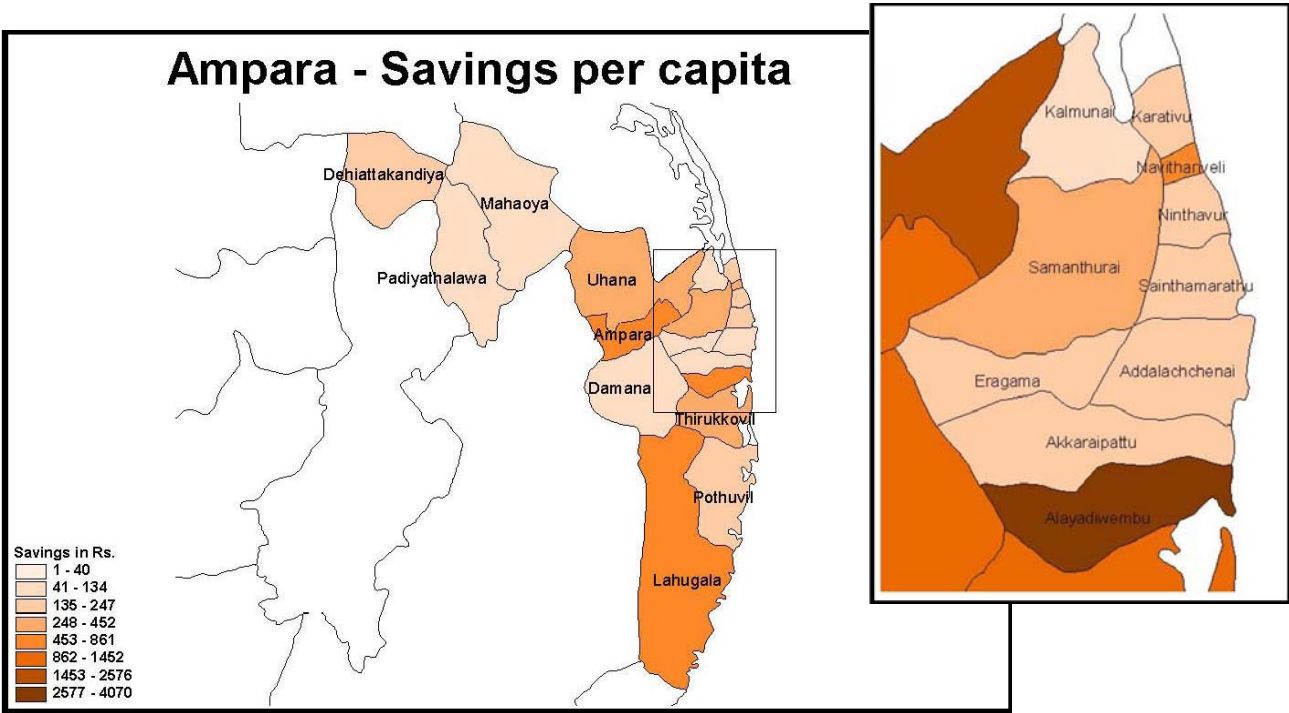 Ampara - Savings per capita
Dehiattakandiya
Mahaoya
Padiyathalawa
Uhana
Ampara
Damana
Thirukkovil
Pothuvil
Lahugala
Savings in Rs.
1 - 40
41 - 134
135 - 247
248 - 452
453 - 861
862 - 1452
1453 - 2576
2577 - 4070
Kalmunai
Karativu
Navithanveli
Ninthavur
Samanthurai
Sainthamarathu
Addalachchenai
Eragama
Akkaraipattu
Alayadiwembu